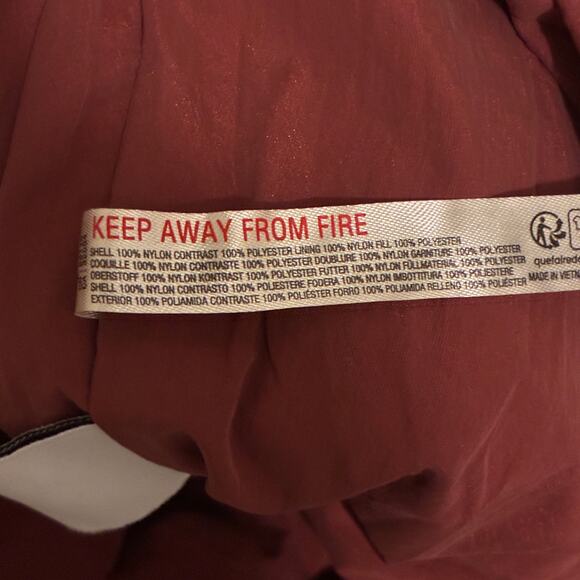 KEEP AWAY FROM FIRE
SHELL 100% NYLON CONTRAST 100% POLYESTER LINING 100% NYLON FILL 100% POLYESTER
COQUILLE 100% NYLON CONTRASTE 100% POLYESTER DOUBLURE 100% NYLON GARNITURE 100% POLYESTER
OBERSTOFF 100% NYLON KONTRAST 100% POLYESTER FUTTER 100% NYLON FÜLLMATERIAL 100% POLYESTER
SHELL 100% NYLON CONTRASTO 100% POLIESTERE FODERA 100% NYLON IMBOTTITURA 100% POLIESTERE
EXTERIOR 100% POLIAMIDA CONTRASTE 100% POLIÉSTER FORRO 100% POLIAMIDA RELLENO 100% POLIÉSTER
quefairede
MADE IN VIETN